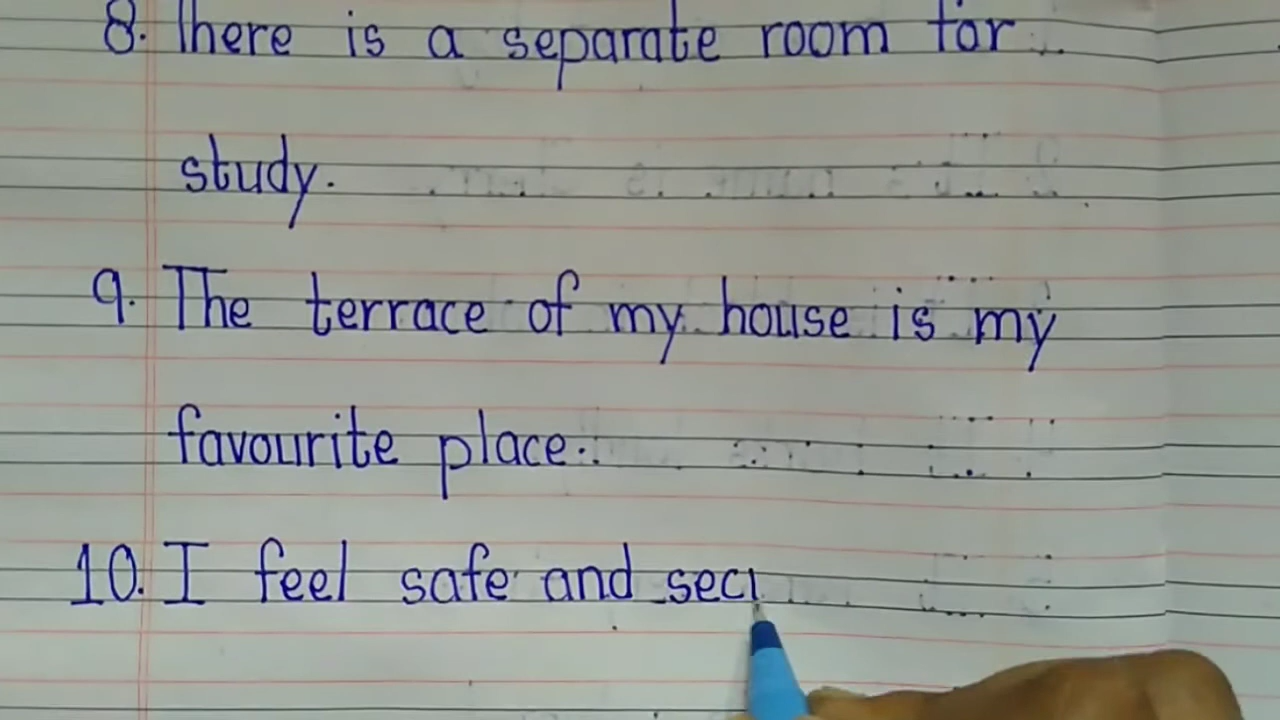 8. There is a separate room for
study.
9. The terrace of my house is my
favourite place.
10. I feel safe and